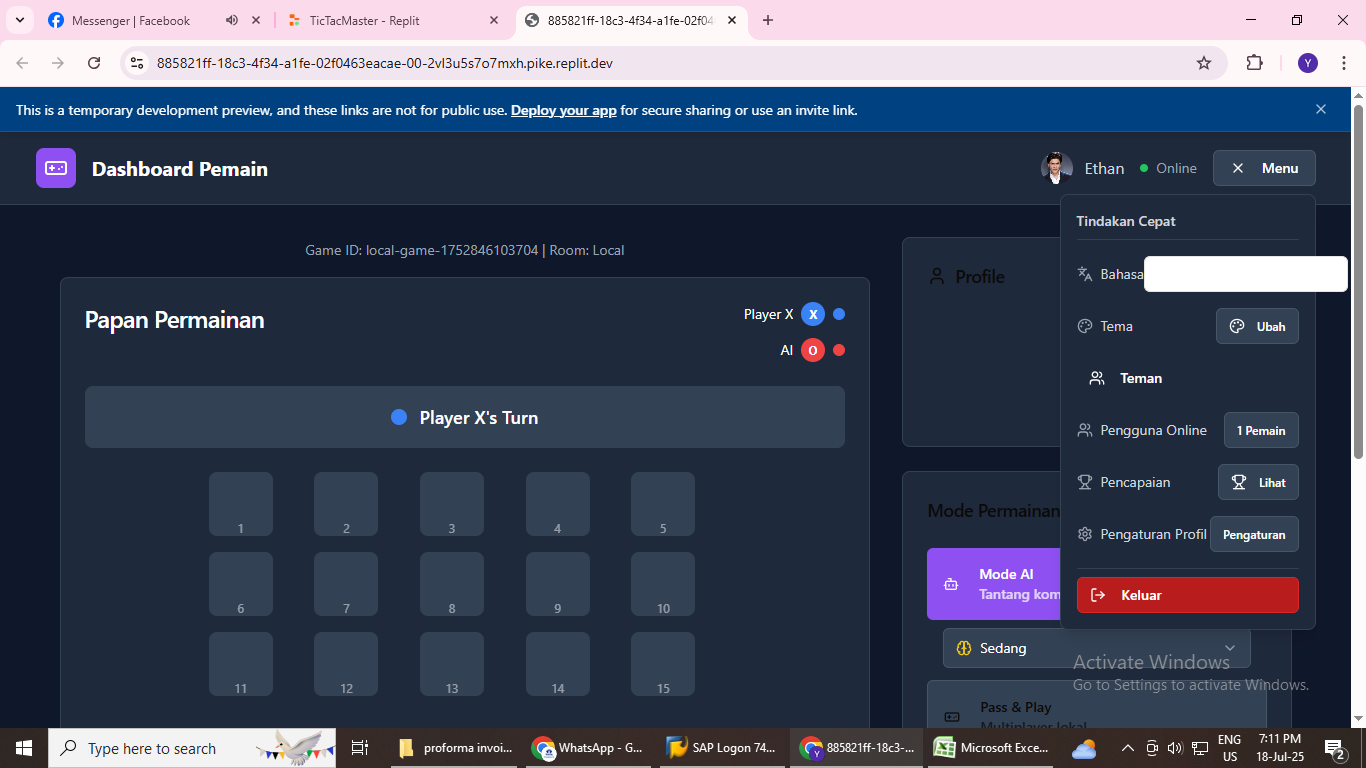 Messenger | Facebook
TicTacMaster - Replit
885821ff-18c3-4f34-a1fe-02f04
885821ff-18c3-4f34-a1fe-02f0463eacae-00-2vl3u5s7o7mxh.pike.replit.dev
Y
This is a temporary development preview, and these links are not for public use. Deploy your app for secure sharing or use an invite link.
Dashboard Pemain
Ethan
Online
Menu
Tindakan Cepat
Bahasa
Tema
Ubah
Teman
Pengguna Online
1 Pemain
Pencapaian
Lihat
Pengaturan Profil
Pengaturan
Keluar
Game ID: local-game-1752846103704 | Room: Local
Papan Permainan
Player X X
AI O
Player X's Turn
1 2 3 4 5
6 7 8 9 10
11 12 13 14 15
Profile
Mode Permainan
Mode AI
Tantang kom
Sedang
Pass & Play
Multiplayer lokal
Activate Windows
Go to Settings to activate Windows.
Type here to search
proforma invoi...
WhatsApp - G...
SAP Logon 74...
885821ff-18c3-...
Microsoft Exce...
ENG
US
7:11 PM
18-Jul-25
2